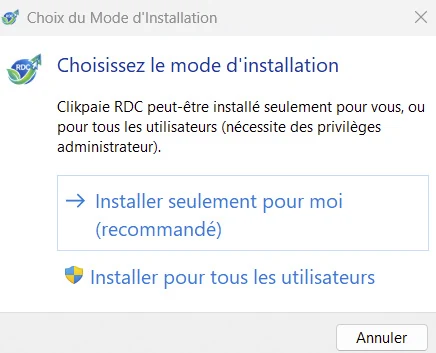 Choix du Mode d'Installation
RDC
Choisissez le mode d'installation
Clikpaie RDC peut-être installé seulement pour vous, ou
pour tous les utilisateurs (nécessite des privilèges
administrateur).
Installer seulement pour moi
(recommandé)
Installer pour tous les utilisateurs
Annuler